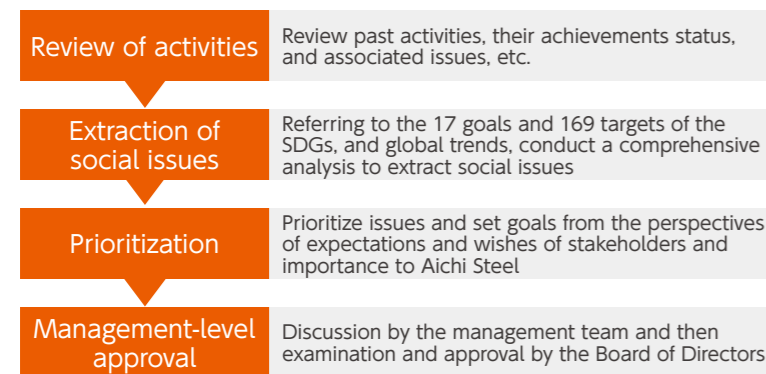 Review of activities
Review past activities, their achievements status,
and associated issues, etc.
Extraction of
social issues
Referring to the 17 goals and 169 targets of the
SDGs, and global trends, conduct a comprehensive
analysis to extract social issues
Prioritization
Prioritize issues and set goals from the perspectives
of expectations and wishes of stakeholders and
importance to Aichi Steel
Management-level
approval
Discussion by the management team and then
examination and approval by the Board of Directors